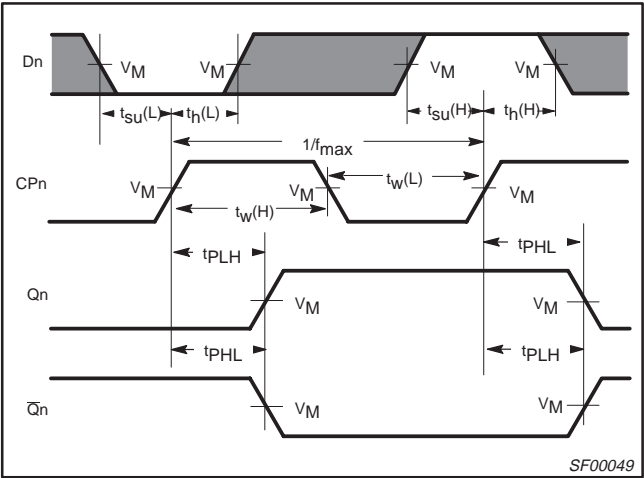 Dn VM VM VM VM
tsu(L) th(L) tsu(H) th(H)
1/fmax
CPn VM VM tw(L) VM
tw(H)
tPLH tPHL
Qn VM VM
tPHL tPLH
Q̅n VM VM
SF00049